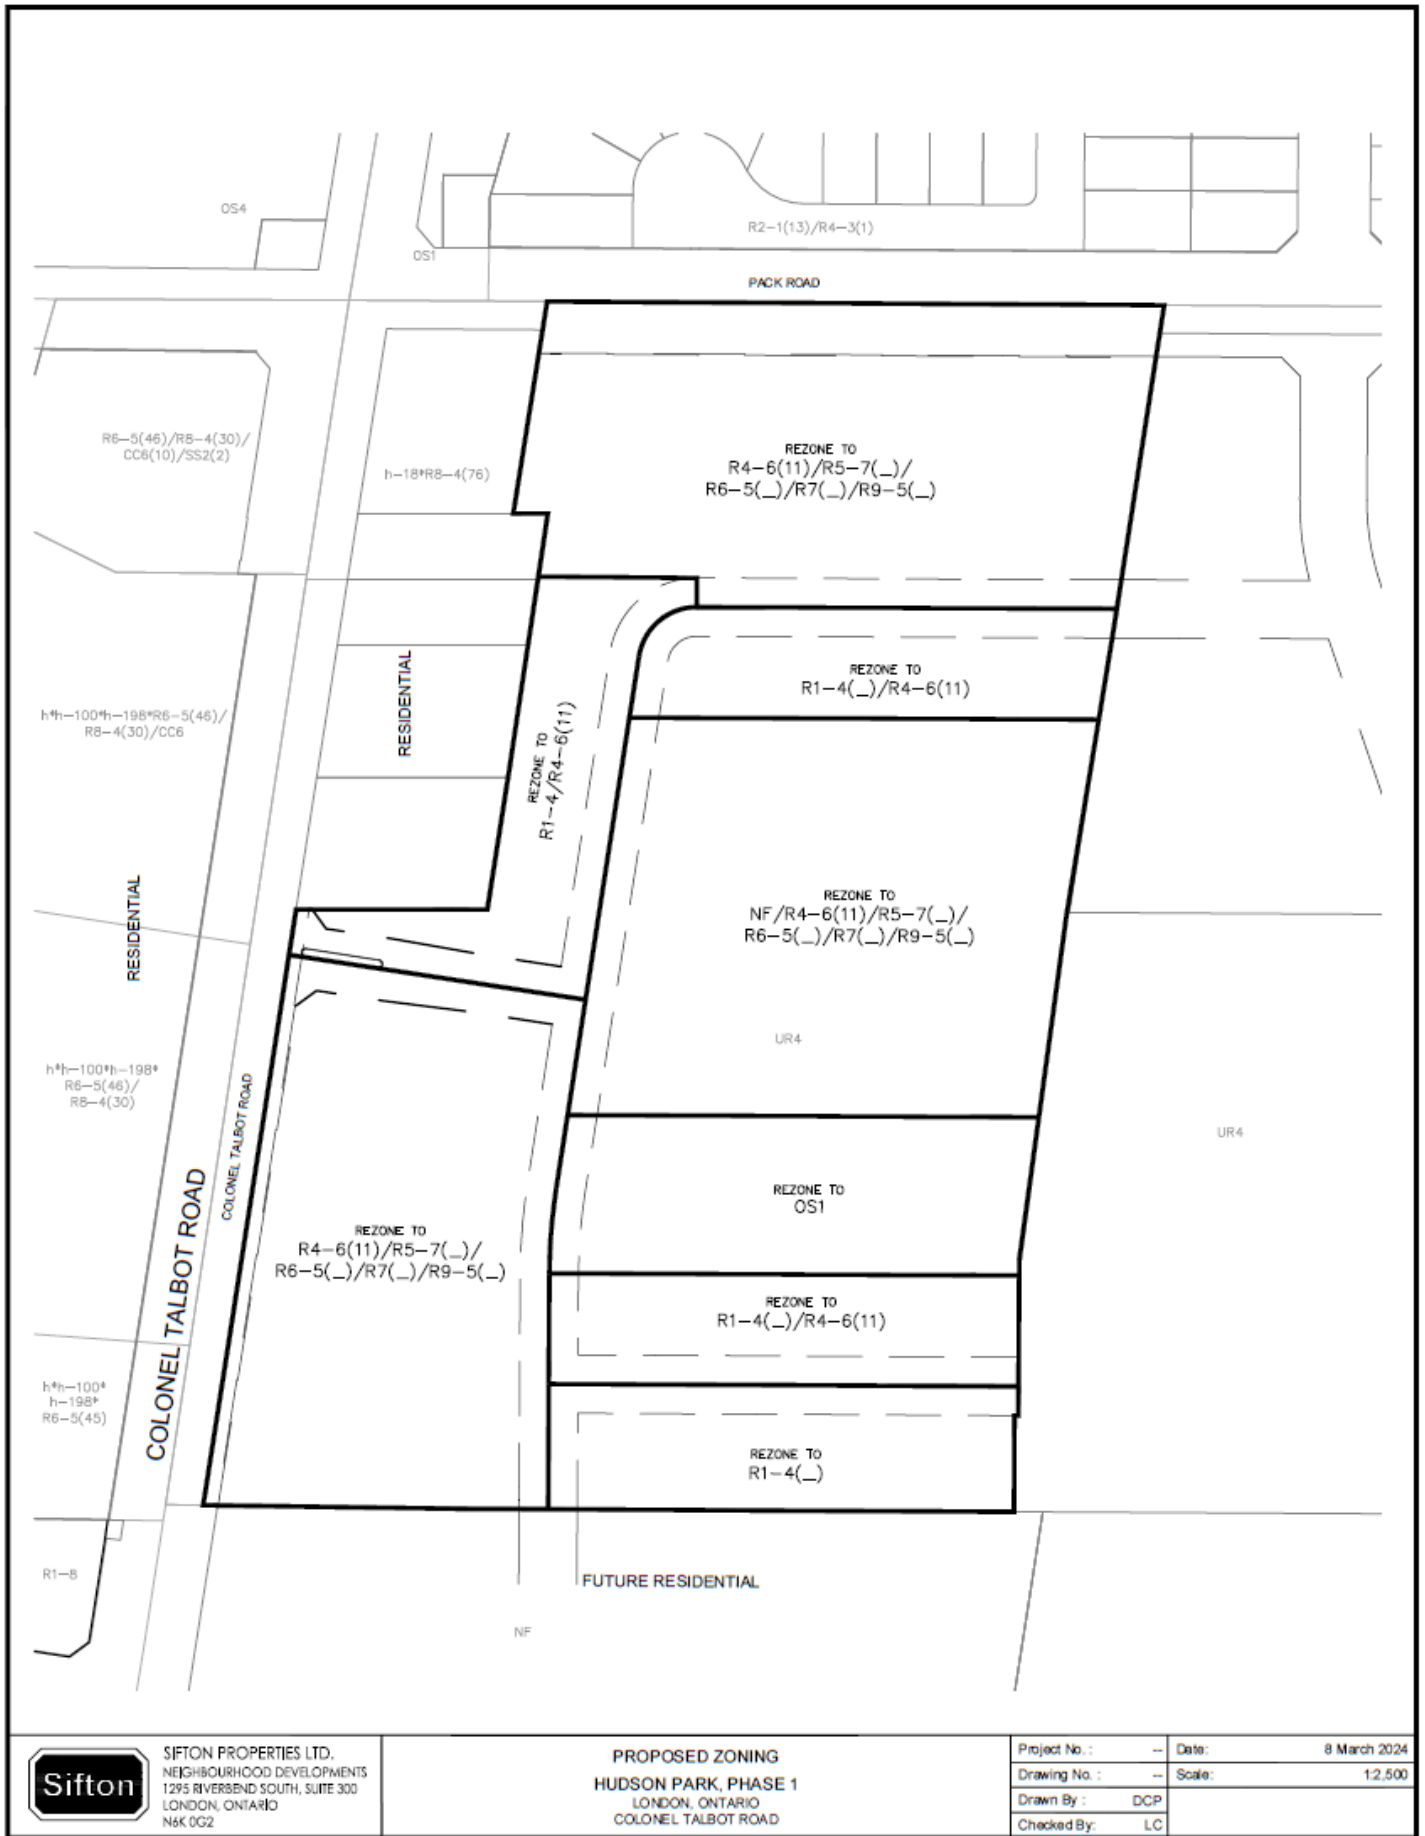 OS4
R2-1(13)/R4-3(1)
OS1
PACK ROAD
R6-5(46)/R8-4(30)/
CC6(10)/SS2(2)
h-18*R8-4(76)
REZONE TO
R4-6(11)/R5-7(_)/
R6-5(_)/R7(_)/R9-5(_)
REZONE TO
R1-4(_)/R4-6(11)
RESIDENTIAL
h*h-100*h-198*R6-5(46)/
R8-4(30)/CC6
REZONE TO
R1-4/R4-6(11)
REZONE TO
NF/R4-6(11)/R5-7(_)/
R6-5(_)/R7(_)/R9-5(_)
RESIDENTIAL
UR4
h*h-100*h-198*
R6-5(46)/
R8-4(30)
COLONEL TALBOT ROAD
UR4
REZONE TO
OS1
COLONEL TALBOT ROAD
REZONE TO
R4-6(11)/R5-7(_)/
R6-5(_)/R7(_)/R9-5(_)
REZONE TO
R1-4(_)/R4-6(11)
h*h-100*
h-198*
R6-5(45)
REZONE TO
R1-4(_)
R1-8
FUTURE RESIDENTIAL
NF
Sifton
SIFTON PROPERTIES LTD.
NEIGHBOURHOOD DEVELOPMENTS
1295 RIVERBEND SOUTH, SUITE 300
LONDON, ONTARIO
N6K 0G2
PROPOSED ZONING
HUDSON PARK, PHASE 1
LONDON, ONTARIO
COLONEL TALBOT ROAD
Project No.: -- Date: 8 March 2024
Drawing No. : -- Scale: 1:2,500
Drawn By : DCP
Checked By: LC